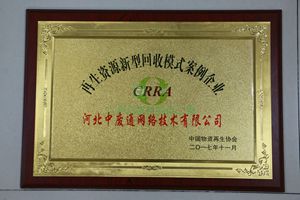 再生资源新型回收模式案例企业
CRRA
河北中废通网络技术有限公司
中国物资再生协会
二〇一七年十一月